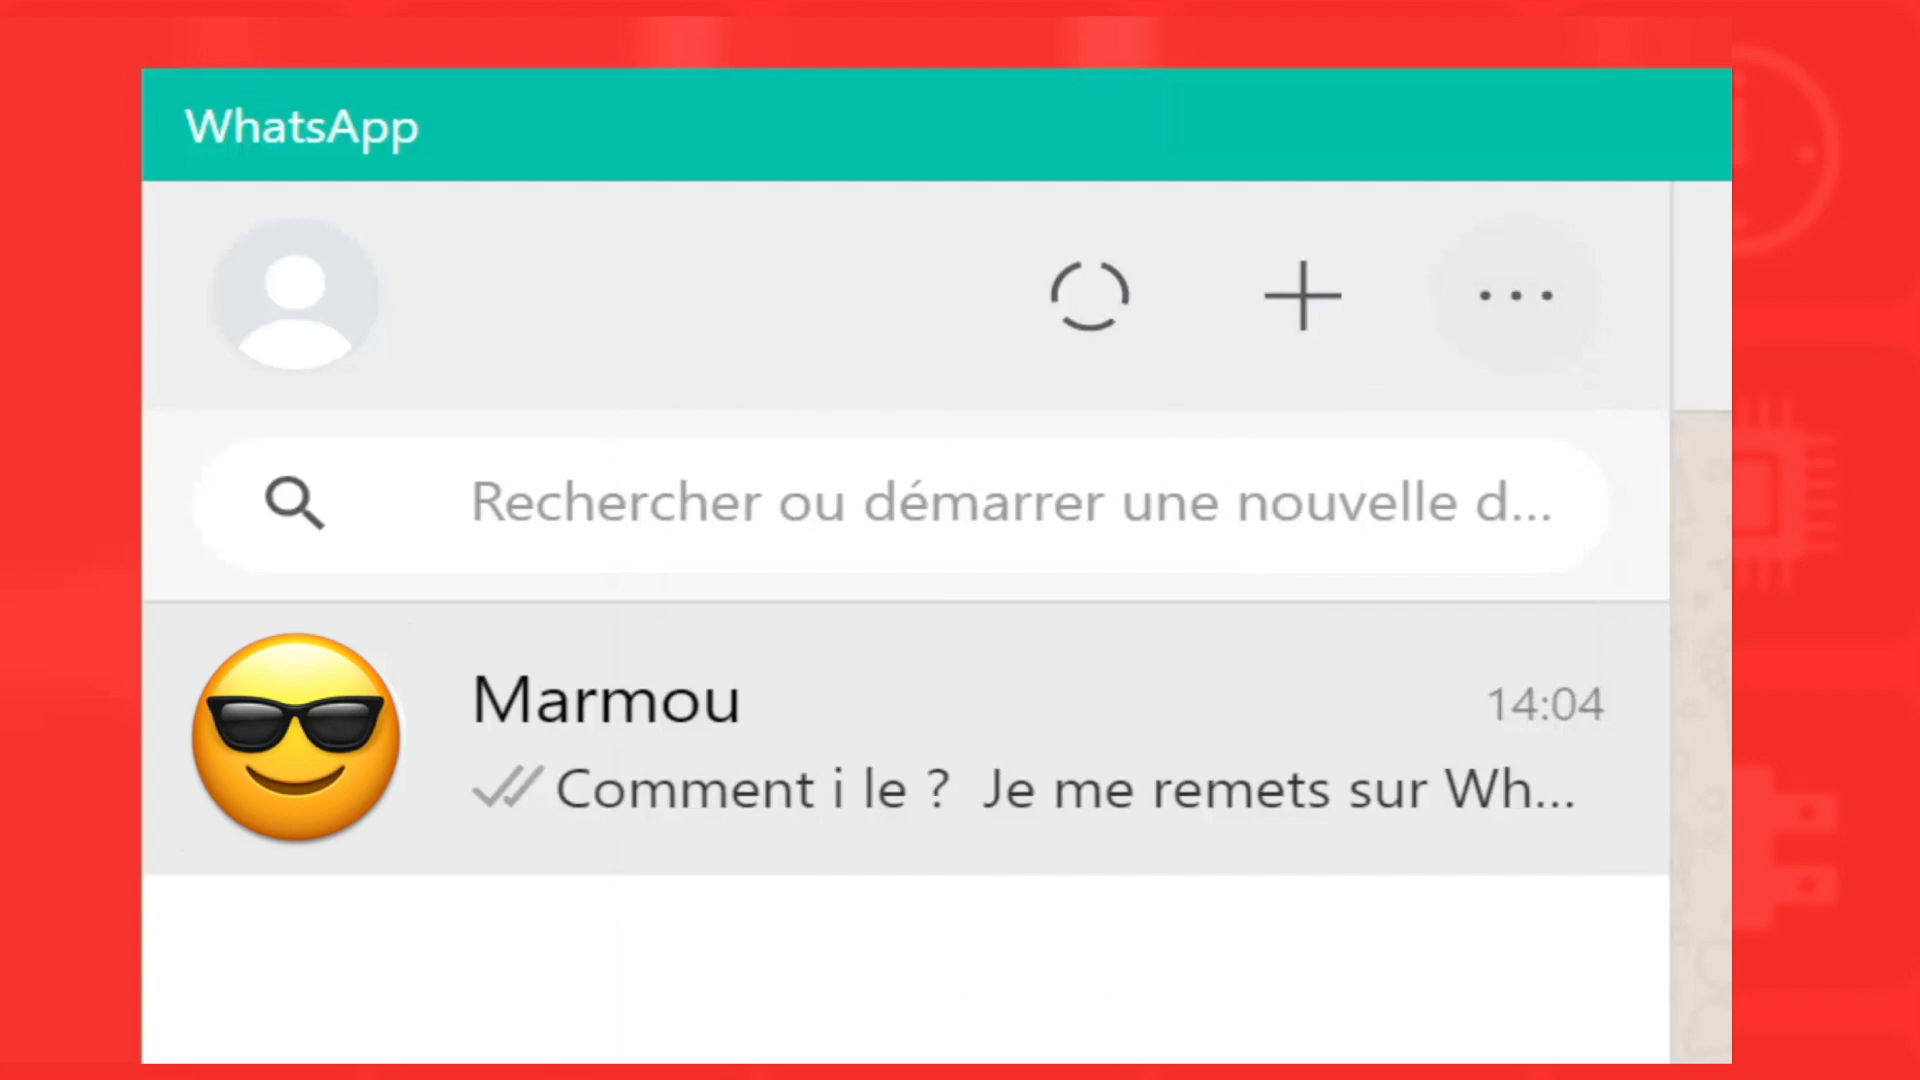 WhatsApp
Rechercher ou démarrer une nouvelle d...
Marmou
14:04
Comment i le ? Je me remets sur Wh...